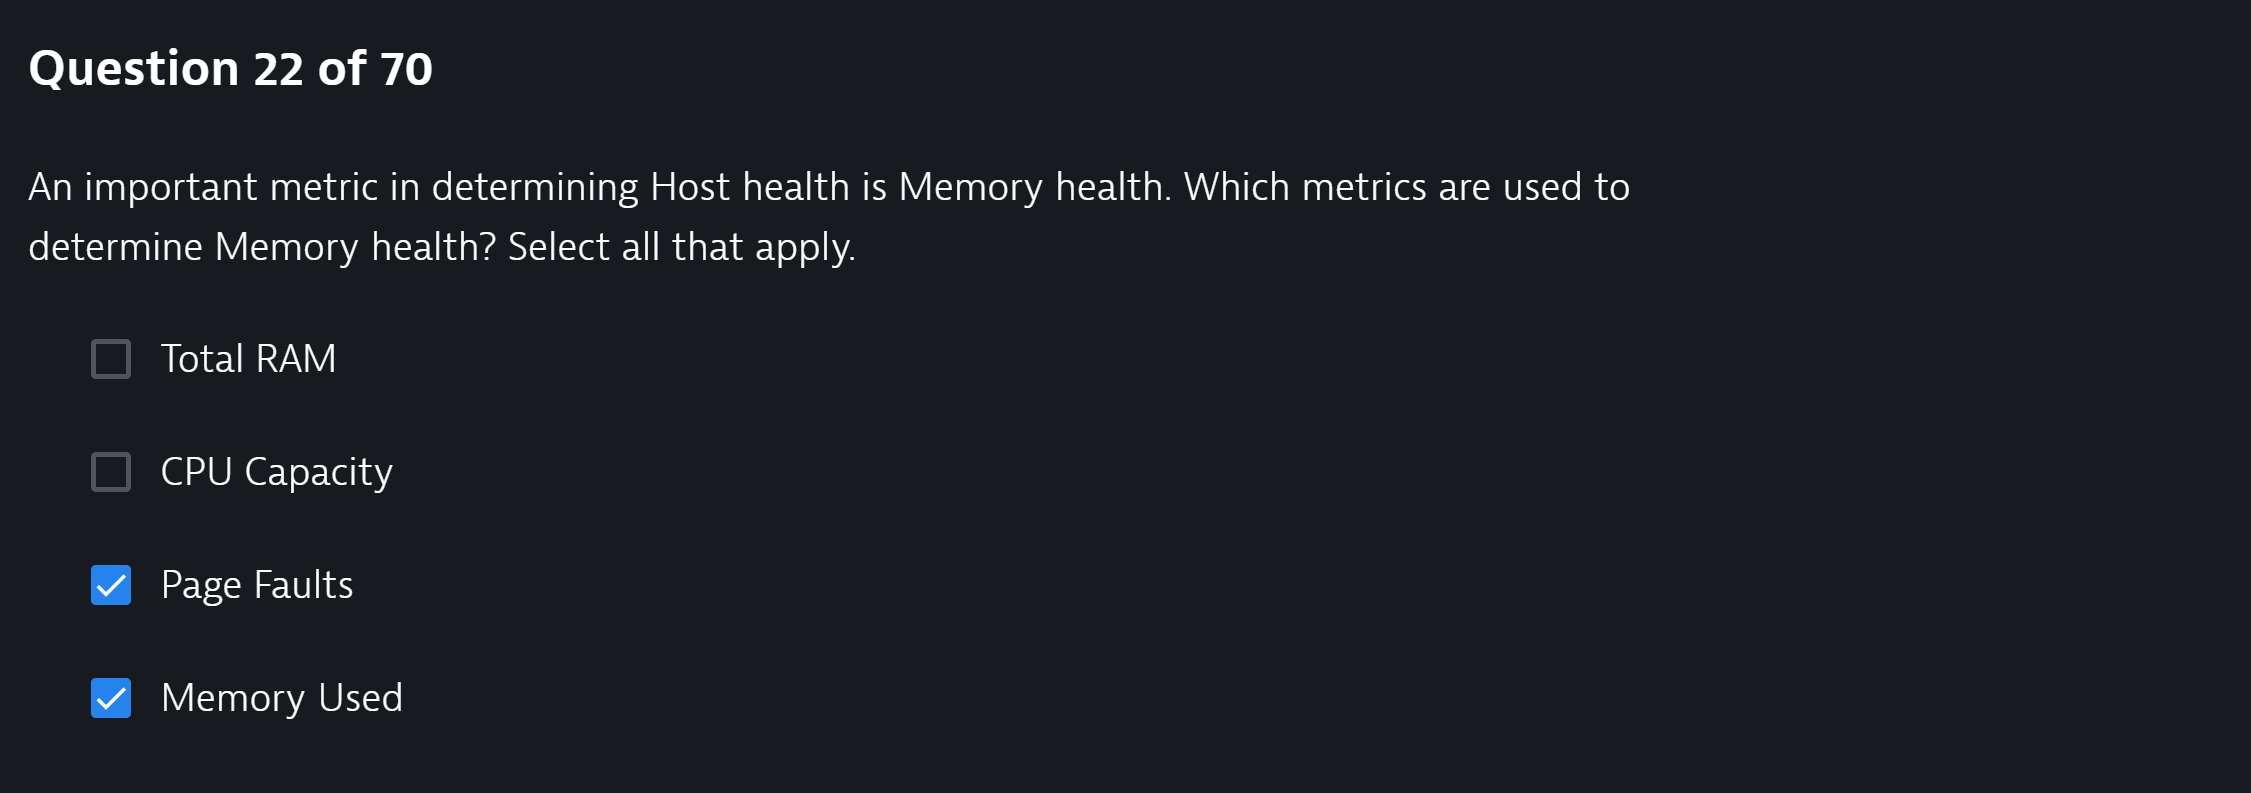 Question 22 of 70
An important metric in determining Host health is Memory health. Which metrics are used to
determine Memory health? Select all that apply.
Total RAM
CPU Capacity
Page Faults
Memory Used